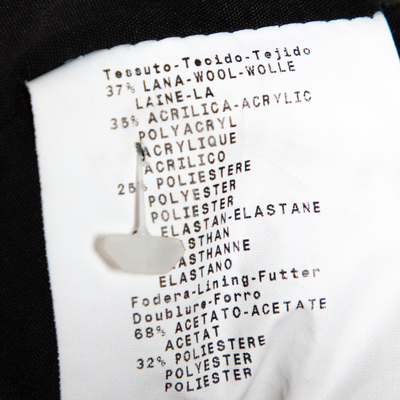 Tessuto-Tecido-Tejido
37% LANA-WOOL-WOLLE
LAINE-LA
35% ACRILICA-ACRYLIC
POLYACRYL
ACRYLIQUE
ACRILICO
25% POLIESTERE
POLYESTER
POLIESTER
ELASTAN-ELASTANE
ELASTHAN
ELASTHANNE
ELASTANO
Fodera-Lining-Futter
Doublure-Forro
68% ACETATO-ACETATE
ACETAT
32% POLIESTERE
POLYESTER
POLIESTER